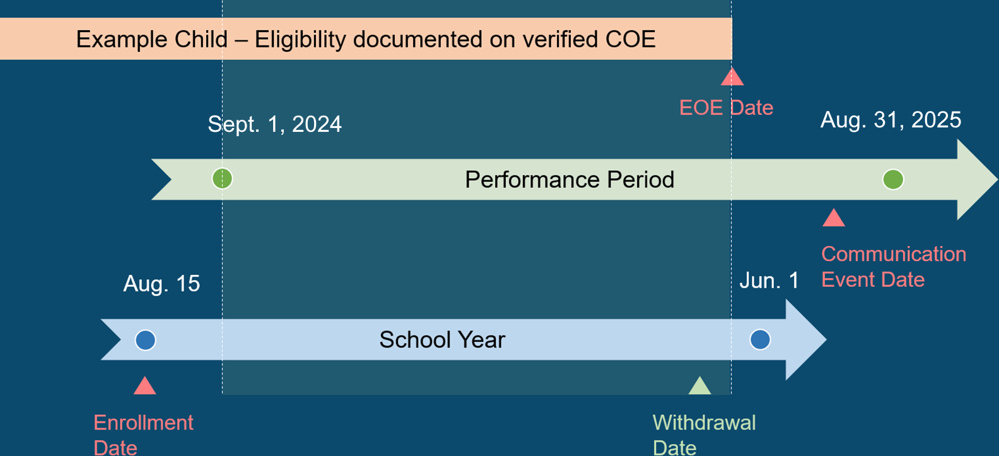 Example Child – Eligibility documented on verified COE
EOE Date
Sept. 1, 2024
Aug. 31, 2025
Performance Period
Communication
Event Date
Aug. 15
Jun. 1
School Year
Enrollment
Date
Withdrawal
Date